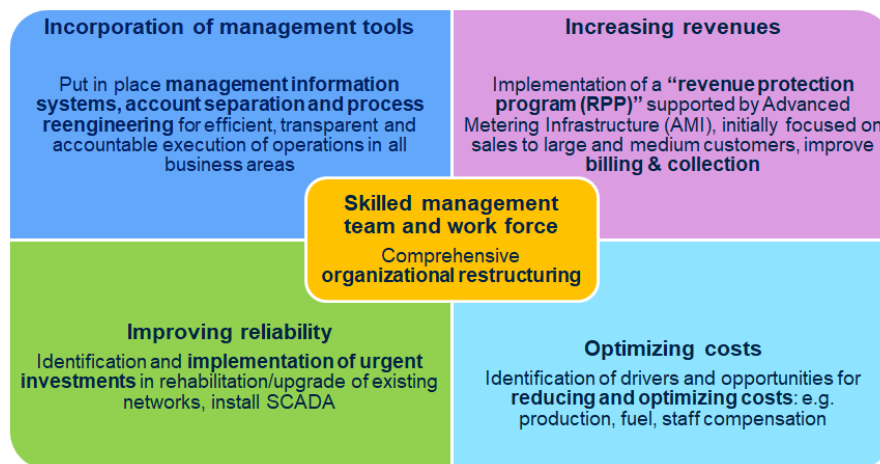 Incorporation of management tools
Put in place management information
systems, account separation and process
reengineering for efficient, transparent and
accountable execution of operations in all
business areas
Increasing revenues
Implementation of a “revenue protection
program (RPP)” supported by Advanced
Metering Infrastructure (AMI), initially focused on
sales to large and medium customers, improve
billing & collection
Skilled management
team and work force
Comprehensive
organizational restructuring
Improving reliability
Identification and implementation of urgent
investments in rehabilitation/upgrade of existing
networks, install SCADA
Optimizing costs
Identification of drivers and opportunities for
reducing and optimizing costs: e.g.
production, fuel, staff compensation